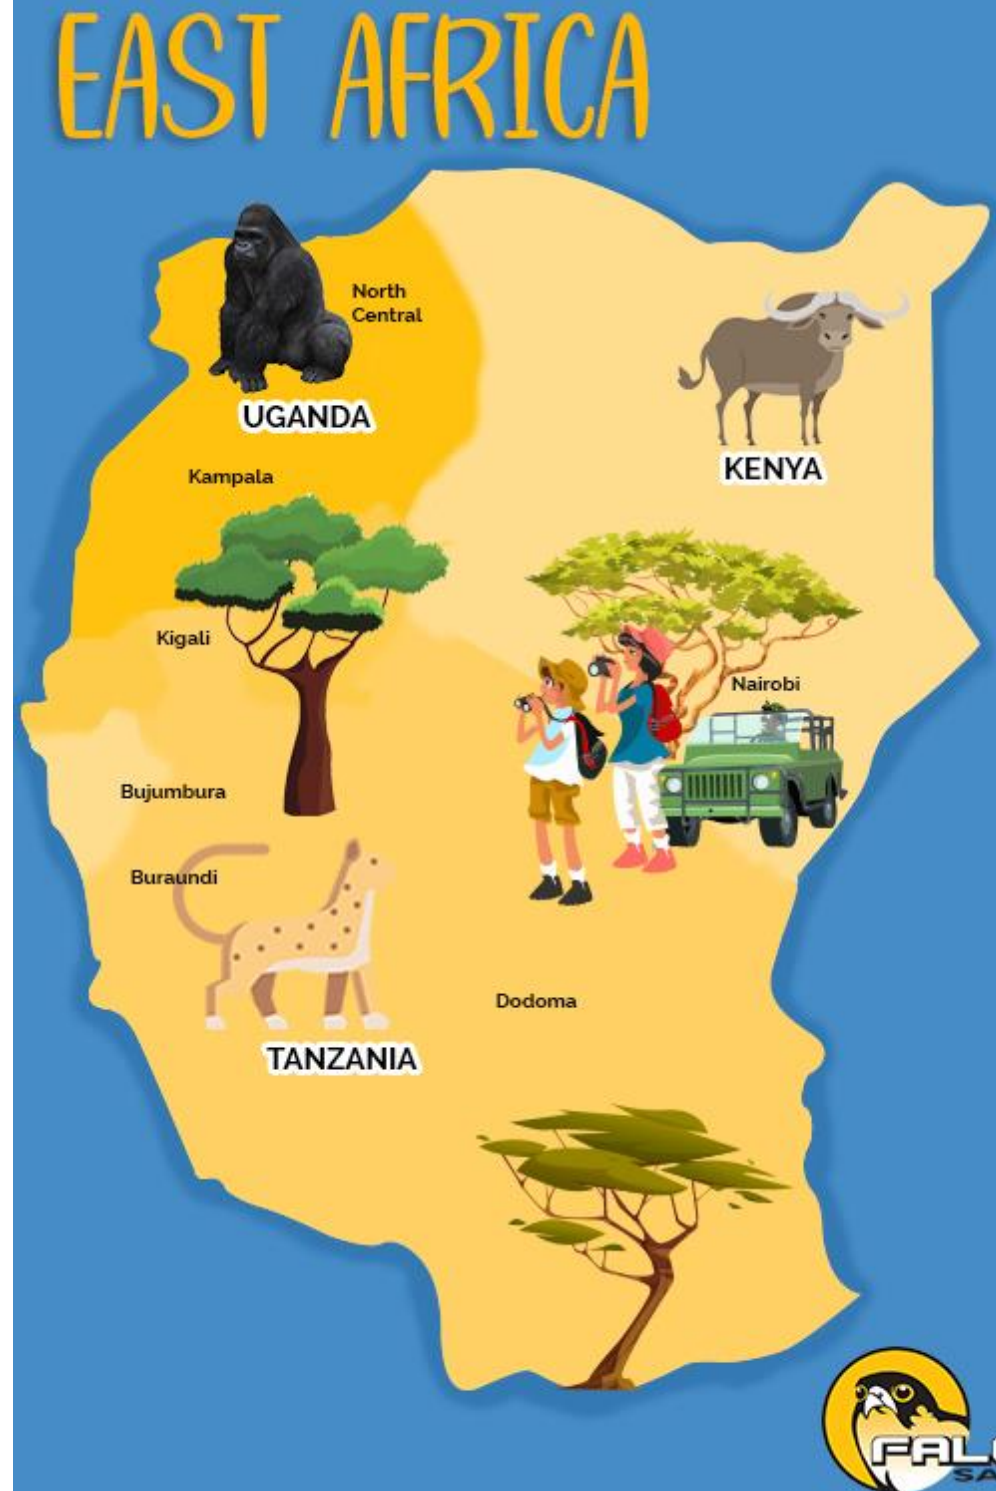 EAST AFRICA
North
Central
UGANDA
KENYA
Kampala
Kigali
Nairobi
Bujumbura
Buraundi
Dodoma
TANZANIA